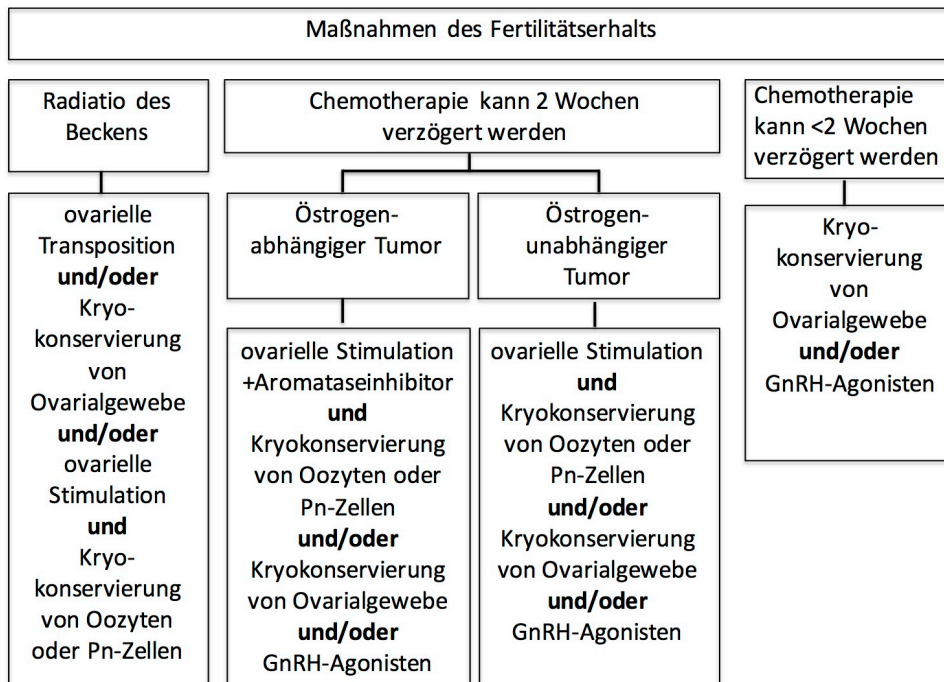 Maßnahmen des Fertilitätserhalts
Radiatio des
Beckens
ovarielle
Transposition
und/oder
Kryo-
konservierung
von
Ovarialgewebe
und/oder
ovarielle
Stimulation
und
Kryo-
konservierung
von Oozyten
oder Pn-Zellen
Chemotherapie kann 2 Wochen
verzögert werden
Östrogen-
abhängiger Tumor
ovarielle Stimulation
+Aromataseinhibitor
und
Kryokonservierung
von Oozyten oder
Pn-Zellen
und/oder
Kryokonservierung
von Ovarialgewebe
und/oder
GnRH-Agonisten
Östrogen-
unabhängiger
Tumor
ovarielle Stimulation
und
Kryokonservierung
von Oozyten oder
Pn-Zellen
und/oder
Kryokonservierung
von Ovarialgewebe
und/oder
GnRH-Agonisten
Chemotherapie
kann <2 Wochen
verzögert werden
Kryo-
konservierung
von
Ovarialgewebe
und/oder
GnRH-Agonisten